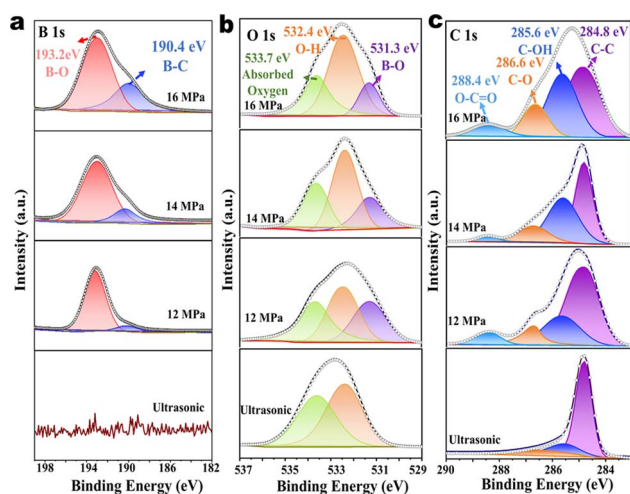 a
B 1s
193.2eV
B-O
190.4 eV
B-C
16 MPa
14 MPa
12 MPa
Ultrasonic
198 194 190 186 182
Binding Energy (eV)
Intensity (a.u.)
b
O 1s
532.4 eV
O-H
533.7 eV
Absorbed
Oxygen
531.3 eV
B-O
16 MPa
14 MPa
12 MPa
Ultrasonic
537 535 533 531 529
Binding Energy (eV)
Intensity (a.u.)
c
C 1s
285.6 eV
C-OH
284.8 eV
C-C
286.6 eV
C-O
288.4 eV
O-C=O
16 MPa
14 MPa
12 MPa
Ultrasonic
290 288 286 284
Binding Energy (eV)
Intensity (a.u.)